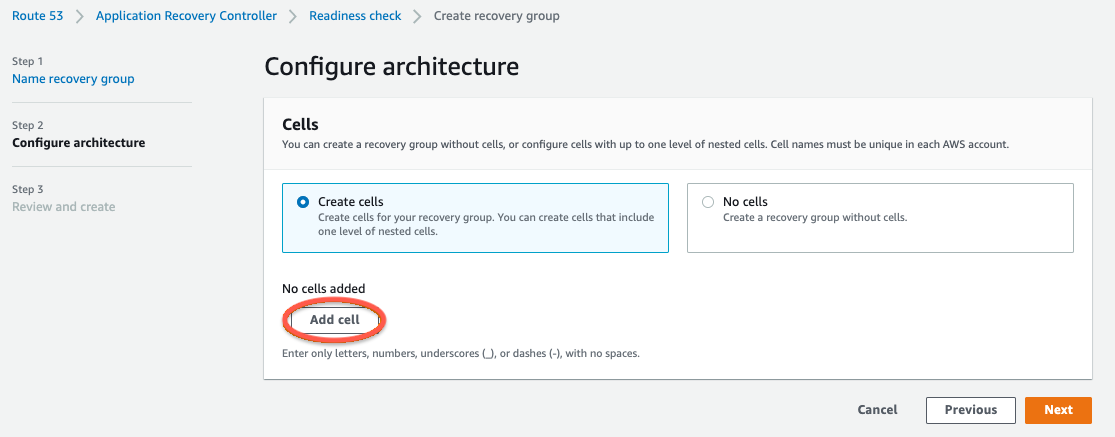 Route 53 > Application Recovery Controller > Readiness check > Create recovery group
Step 1
Name recovery group
Step 2
Configure architecture
Step 3
Review and create
Configure architecture
Cells
You can create a recovery group without cells, or configure cells with up to one level of nested cells. Cell names must be unique in each AWS account.
Create cells
Create cells for your recovery group. You can create cells that include
one level of nested cells.
No cells
Create a recovery group without cells.
No cells added
Add cell
Enter only letters, numbers, underscores (_), or dashes (-), with no spaces.
Cancel
Previous
Next